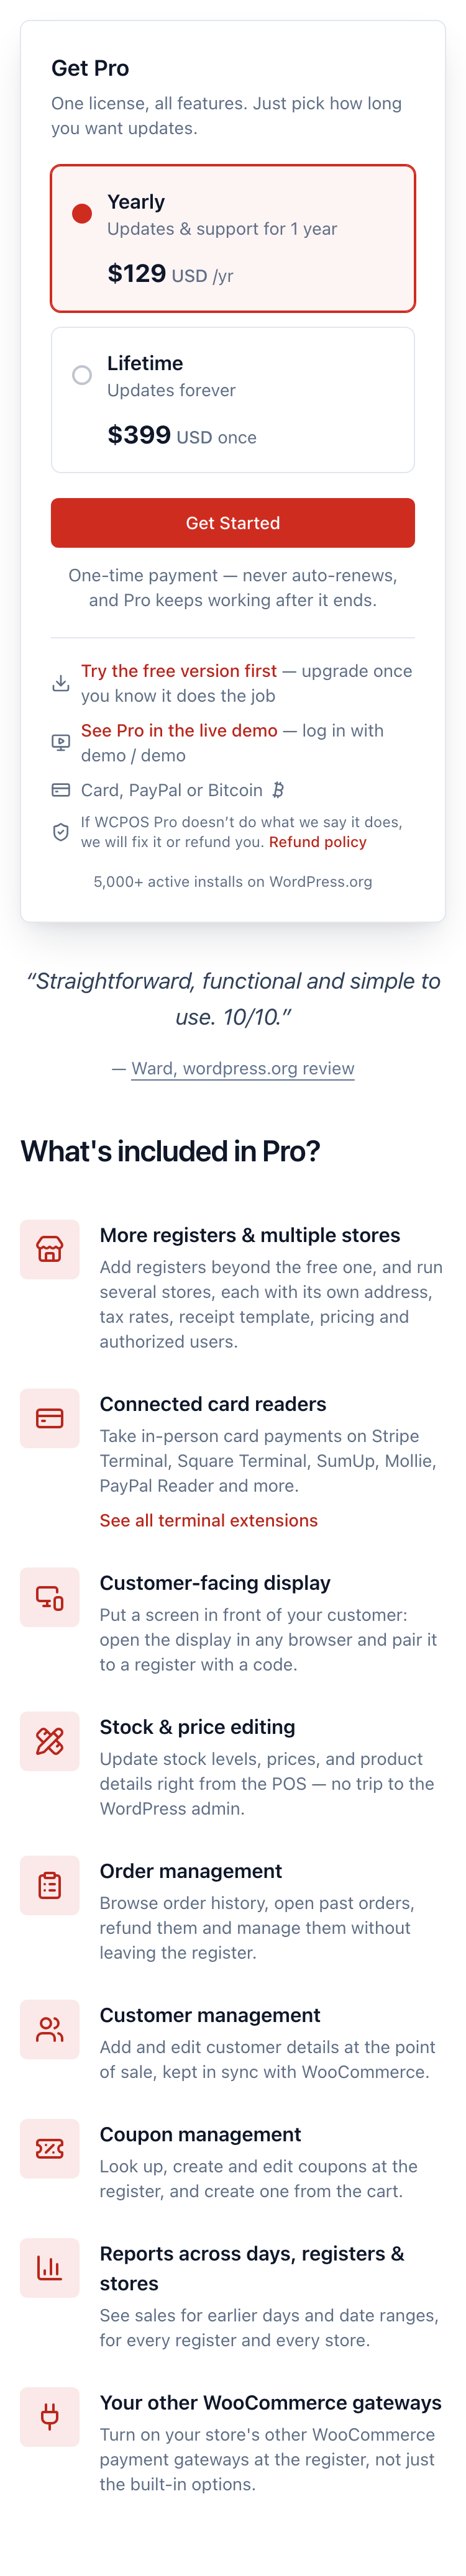 Get Pro
One license, all features. Just pick how long
you want updates.
Yearly
Updates & support for 1 year
$129 USD /yr
Lifetime
Updates forever
$399 USD once
Get Started
One-time payment — never auto-renews,
and Pro keeps working after it ends.
Try the free version first — upgrade once
you know it does the job
See Pro in the live demo — log in with
demo / demo
Card, PayPal or Bitcoin ₿
If WCPOS Pro doesn’t do what we say it does,
we will fix it or refund you. Refund policy
5,000+ active installs on WordPress.org
“Straightforward, functional and simple to
use. 10/10.”
— Ward, wordpress.org review
What's included in Pro?
More registers & multiple stores
Add registers beyond the free one, and run
several stores, each with its own address,
tax rates, receipt template, pricing and
authorized users.
Connected card readers
Take in-person card payments on Stripe
Terminal, Square Terminal, SumUp, Mollie,
PayPal Reader and more.
See all terminal extensions
Customer-facing display
Put a screen in front of your customer:
open the display in any browser and pair it
to a register with a code.
Stock & price editing
Update stock levels, prices, and product
details right from the POS — no trip to the
WordPress admin.
Order management
Browse order history, open past orders,
refund them and manage them without
leaving the register.
Customer management
Add and edit customer details at the point
of sale, kept in sync with WooCommerce.
Coupon management
Look up, create and edit coupons at the
register, and create one from the cart.
Reports across days, registers &
stores
See sales for earlier days and date ranges,
for every register and every store.
Your other WooCommerce gateways
Turn on your store's other WooCommerce
payment gateways at the register, not just
the built-in options.